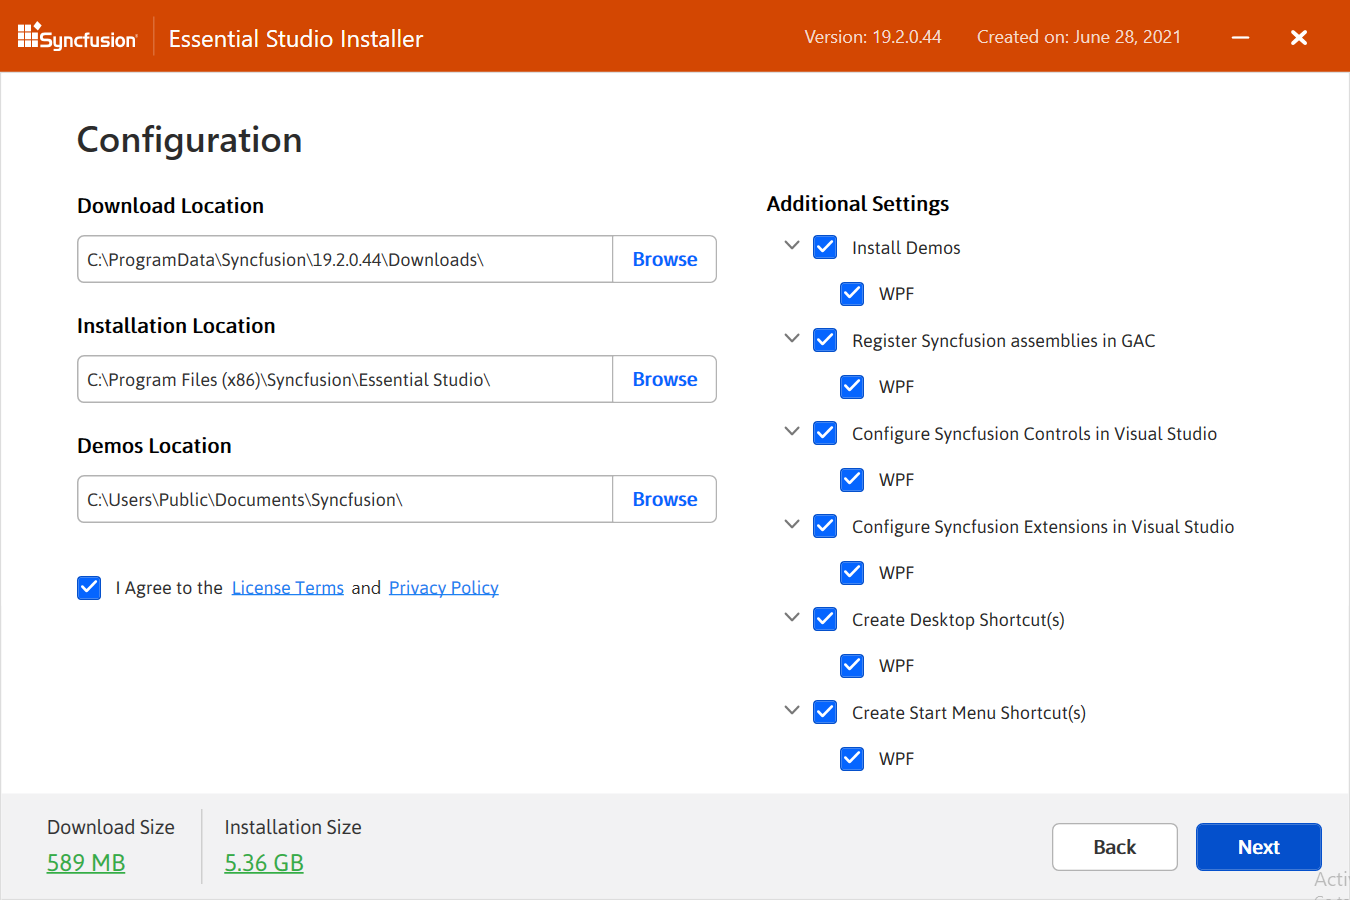 Syncfusion
Essential Studio Installer
Version: 19.2.0.44
Created on: June 28, 2021
Configuration
Download Location
C:\ProgramData\Syncfusion\19.2.0.44\Downloads\
Browse
Installation Location
C:\Program Files (x86)\Syncfusion\Essential Studio\
Browse
Demos Location
C:\Users\Public\Documents\Syncfusion\
Browse
I Agree to the License Terms and Privacy Policy
Additional Settings
Install Demos
WPF
Register Syncfusion assemblies in GAC
WPF
Configure Syncfusion Controls in Visual Studio
WPF
Configure Syncfusion Extensions in Visual Studio
WPF
Create Desktop Shortcut(s)
WPF
Create Start Menu Shortcut(s)
WPF
Download Size
589 MB
Installation Size
5.36 GB
Back
Next
Acti